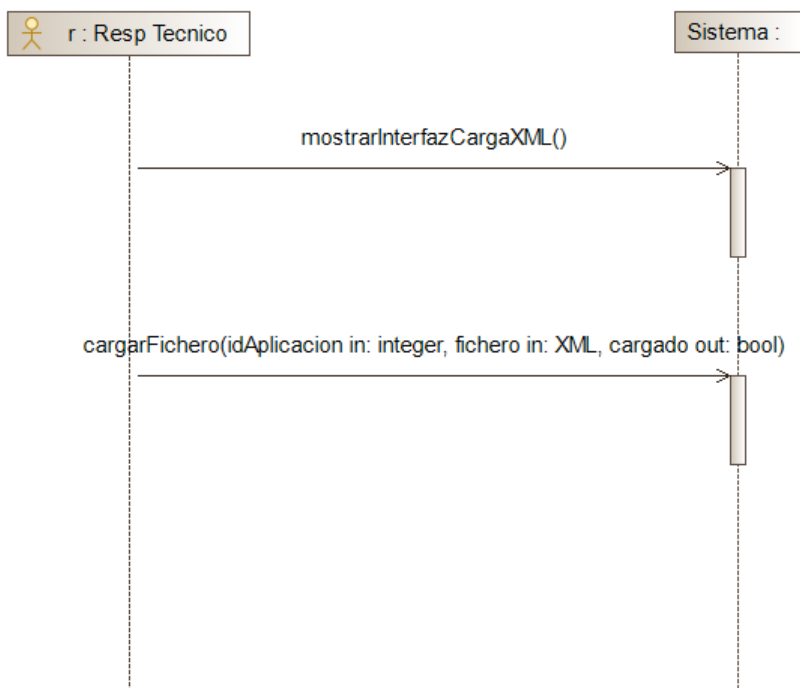 r : Resp Tecnico
Sistema :
mostrarInterfazCargaXML()
cargarFichero(idAplicacion in: integer, fichero in: XML, cargado out: bool)